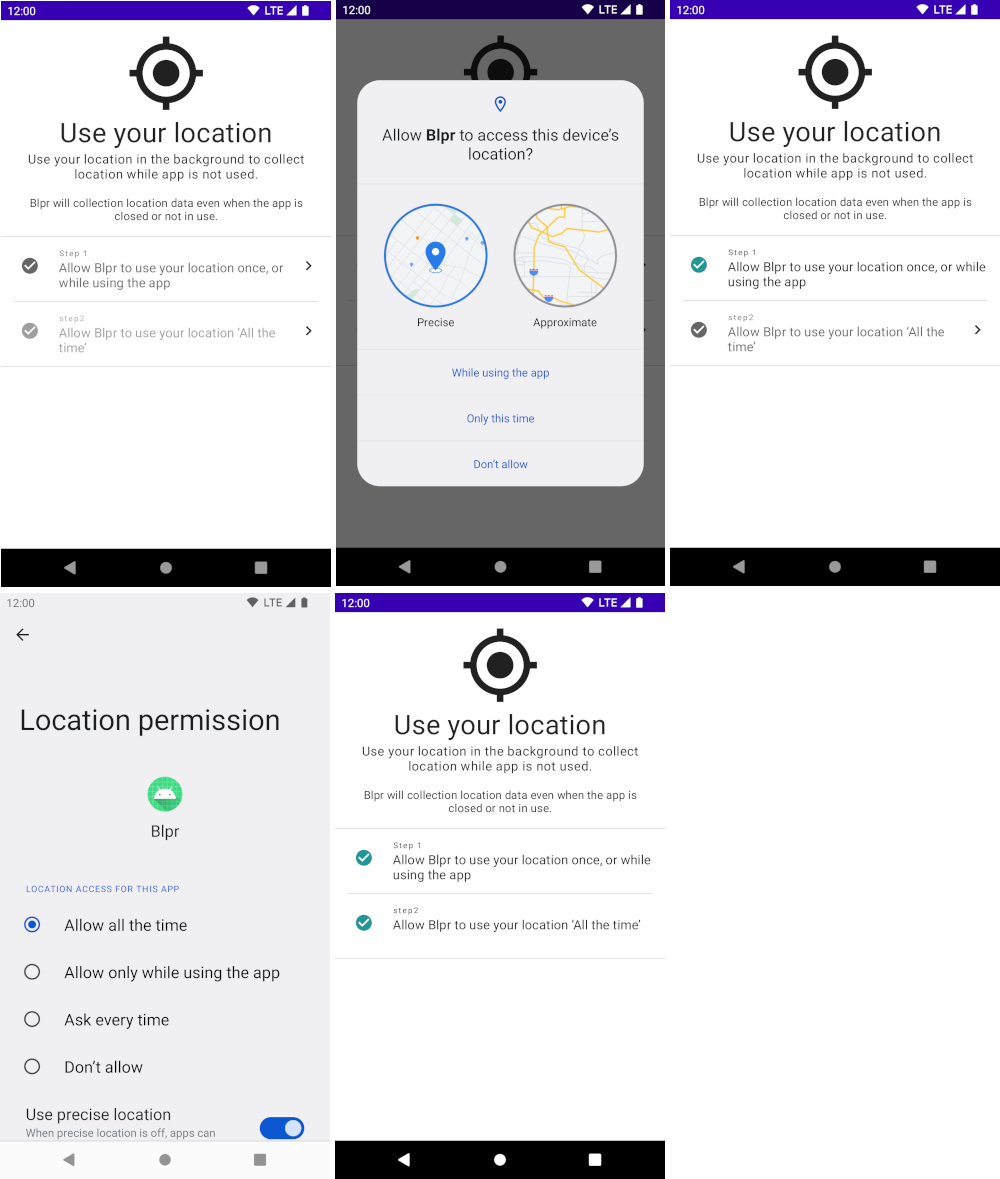 12:00 LTE
Use your location
Use your location in the background to collect
location while app is not used.
Blpr will collection location data even when the app is
closed or not in use.
Step 1
Allow Blpr to use your location once, or
while using the app
step2
Allow Blpr to use your location ‘All the
time’
12:00 LTE
Allow Blpr to access this device’s
location?
Precise
Approximate
While using the app
Only this time
Don’t allow
12:00 LTE
Use your location
Use your location in the background to collect
location while app is not used.
Blpr will collection location data even when the app is
closed or not in use.
Step 1
Allow Blpr to use your location once, or while
using the app
step2
Allow Blpr to use your location ‘All the
time’
12:00 LTE
Location permission
Blpr
LOCATION ACCESS FOR THIS APP
Allow all the time
Allow only while using the app
Ask every time
Don’t allow
Use precise location
When precise location is off, apps can
12:00 LTE
Use your location
Use your location in the background to collect
location while app is not used.
Blpr will collection location data even when the app is
closed or not in use.
Step 1
Allow Blpr to use your location once, or while
using the app
step2
Allow Blpr to use your location ‘All the time’